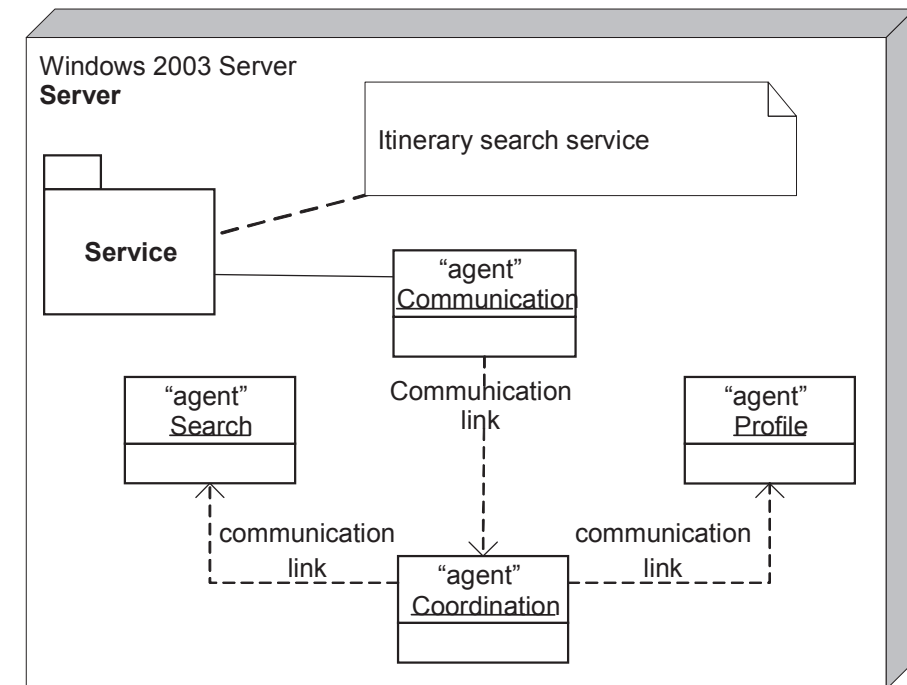 Windows 2003 Server
Server
Itinerary search service
Service
“agent”
Communication
Communication
link
“agent”
Search
“agent”
Profile
communication
link
communication
link
“agent”
Coordination